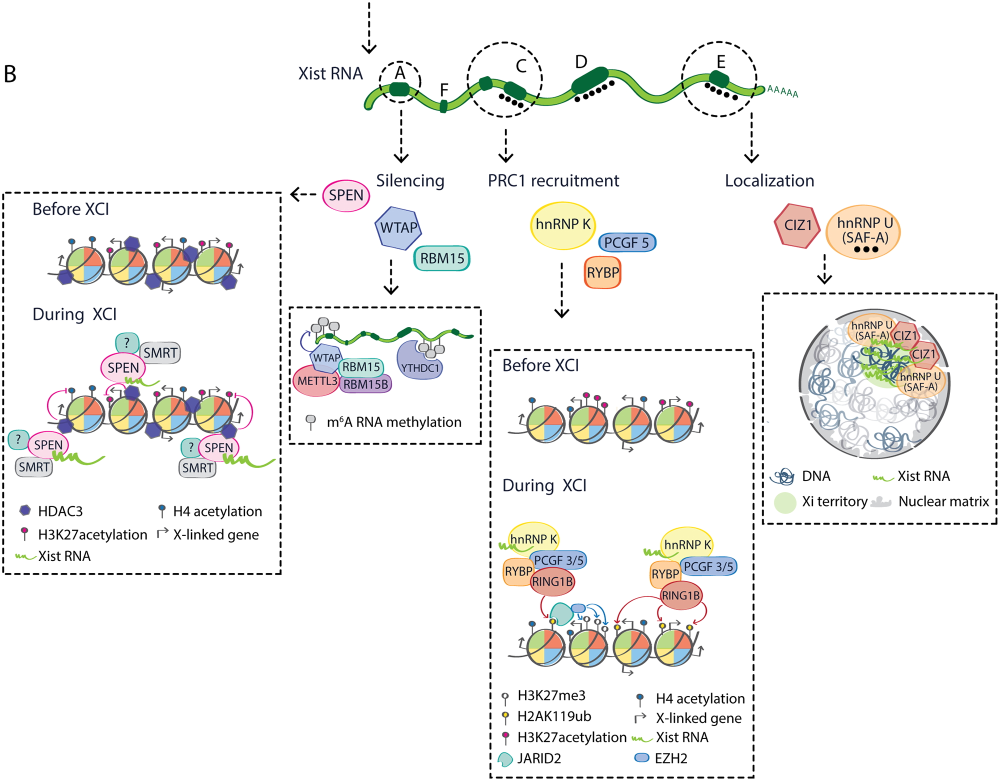 B
Xist RNA
A
F
C
D
E
AAAAA
Silencing
PRC1 recruitment
Localization
SPEN
WTAP
RBM15
hnRNP K
PCGF 5
RYBP
CIZ1
hnRNP U
(SAF-A)
Before XCI
During XCI
?
SMRT
SPEN
?
SPEN
SMRT
?
SPEN
SMRT
HDAC3
H4 acetylation
H3K27acetylation
X-linked gene
Xist RNA
WTAP
RBM15
METTL3
RBM15B
YTHDC1
m⁶A RNA methylation
Before XCI
During XCI
hnRNP K
PCGF 3/5
RYBP
RING1B
hnRNP K
PCGF 3/5
RYBP
RING1B
H3K27me3
H4 acetylation
H2AK119ub
X-linked gene
H3K27acetylation
Xist RNA
JARID2
EZH2
hnRNP U
(SAF-A)
CIZ1
CIZ1
hnRNP U
(SAF-A)
DNA
Xist RNA
Xi territory
Nuclear matrix